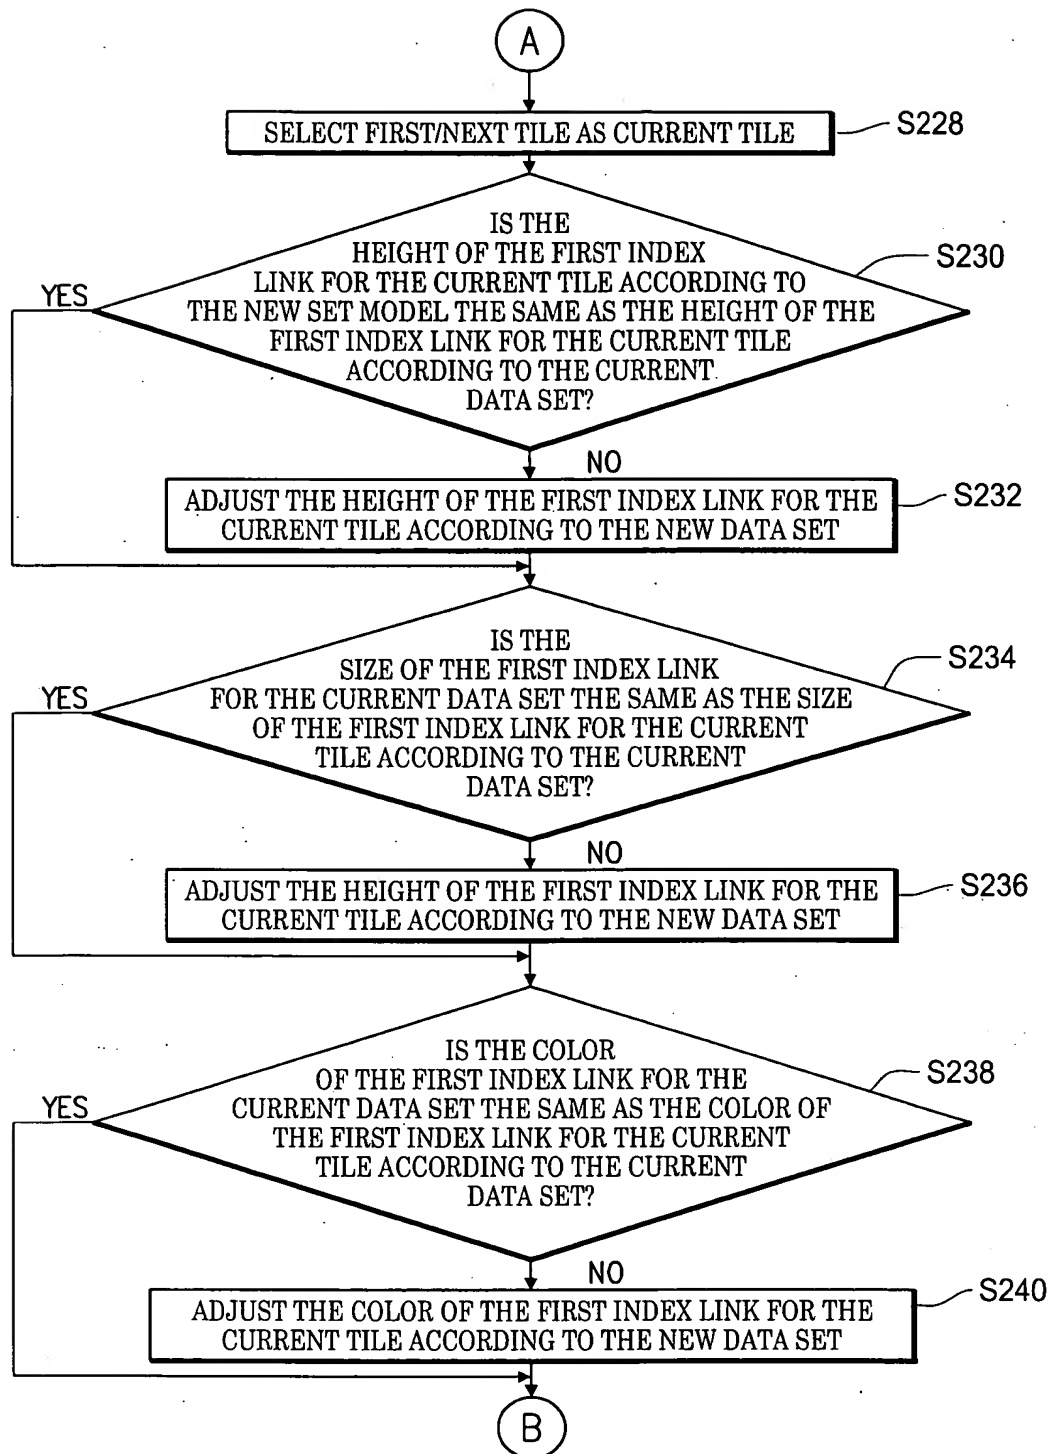 A
SELECT FIRST/NEXT TILE AS CURRENT TILE
S228
IS THE
HEIGHT OF THE FIRST INDEX
LINK FOR THE CURRENT TILE ACCORDING TO
THE NEW SET MODEL THE SAME AS THE HEIGHT OF THE
FIRST INDEX LINK FOR THE CURRENT TILE
ACCORDING TO THE CURRENT
DATA SET?
S230
YES
NO
ADJUST THE HEIGHT OF THE FIRST INDEX LINK FOR THE
CURRENT TILE ACCORDING TO THE NEW DATA SET
S232
IS THE
SIZE OF THE FIRST INDEX LINK
FOR THE CURRENT DATA SET THE SAME AS THE SIZE
OF THE FIRST INDEX LINK FOR THE CURRENT
TILE ACCORDING TO THE CURRENT
DATA SET?
S234
YES
NO
ADJUST THE HEIGHT OF THE FIRST INDEX LINK FOR THE
CURRENT TILE ACCORDING TO THE NEW DATA SET
S236
IS THE COLOR
OF THE FIRST INDEX LINK FOR THE
CURRENT DATA SET THE SAME AS THE COLOR OF
THE FIRST INDEX LINK FOR THE CURRENT
TILE ACCORDING TO THE CURRENT
DATA SET?
S238
YES
NO
ADJUST THE COLOR OF THE FIRST INDEX LINK FOR THE
CURRENT TILE ACCORDING TO THE NEW DATA SET
S240
B